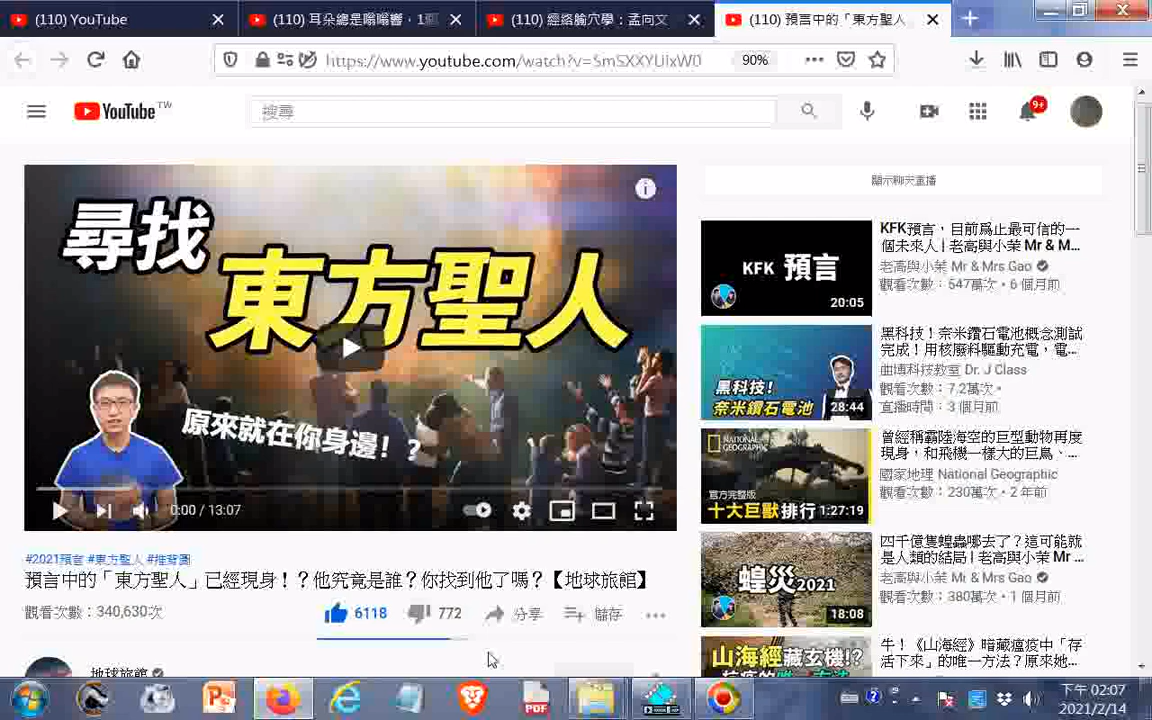 (110) YouTube
(110) 耳朵總是嗡嗡響，1
(110) 經絡腧穴學：孟向文
(110) 預言中的「東方聖人
https://www.youtube.com/watch?v=SmSXXYUixW0
90%
YouTube TW
搜尋
9+
尋找
東方聖人
原來就在你身邊！？
0:00 / 13:07
#2021預言 #東方聖人 #推背圖
預言中的「東方聖人」已經現身！？他究竟是誰？你找到他了嗎？【地球旅館】
觀看次數：340,630次
6118
772
分享
儲存
地球旅館
顯示聊天重播
KFK 預言
20:05
KFK預言，目前爲止最可信的一
個未來人 | 老高與小茉 Mr & M...
老高與小茉 Mr & Mrs Gao
觀看次數：547萬次 • 6 個月前
黑科技！
奈米鑽石電池
28:44
黑科技！奈米鑽石電池概念測試
完成！用核廢料驅動充電，電...
曲博科技教室 Dr. J Class
觀看次數：7.2萬次 •
直播時間：3 個月前
NATIONAL GEOGRAPHIC
官方完整版
十大巨獸排行
1:27:19
曾經稱霸陸海空的巨型動物再度
現身，和飛機一樣大的巨鳥、...
國家地理 National Geographic
觀看次數：230萬次 • 2 年前
蝗災2021
18:08
四千億隻蝗蟲哪去了？這可能就
是人類的結局 | 老高與小茉 Mr ...
老高與小茉 Mr & Mrs Gao
觀看次數：380萬次 • 1 個月前
山海經藏玄機!?
牛！《山海經》暗藏瘟疫中「存
活下來」的唯一方法？原來她...
PDF
下午 02:07
2021/2/14